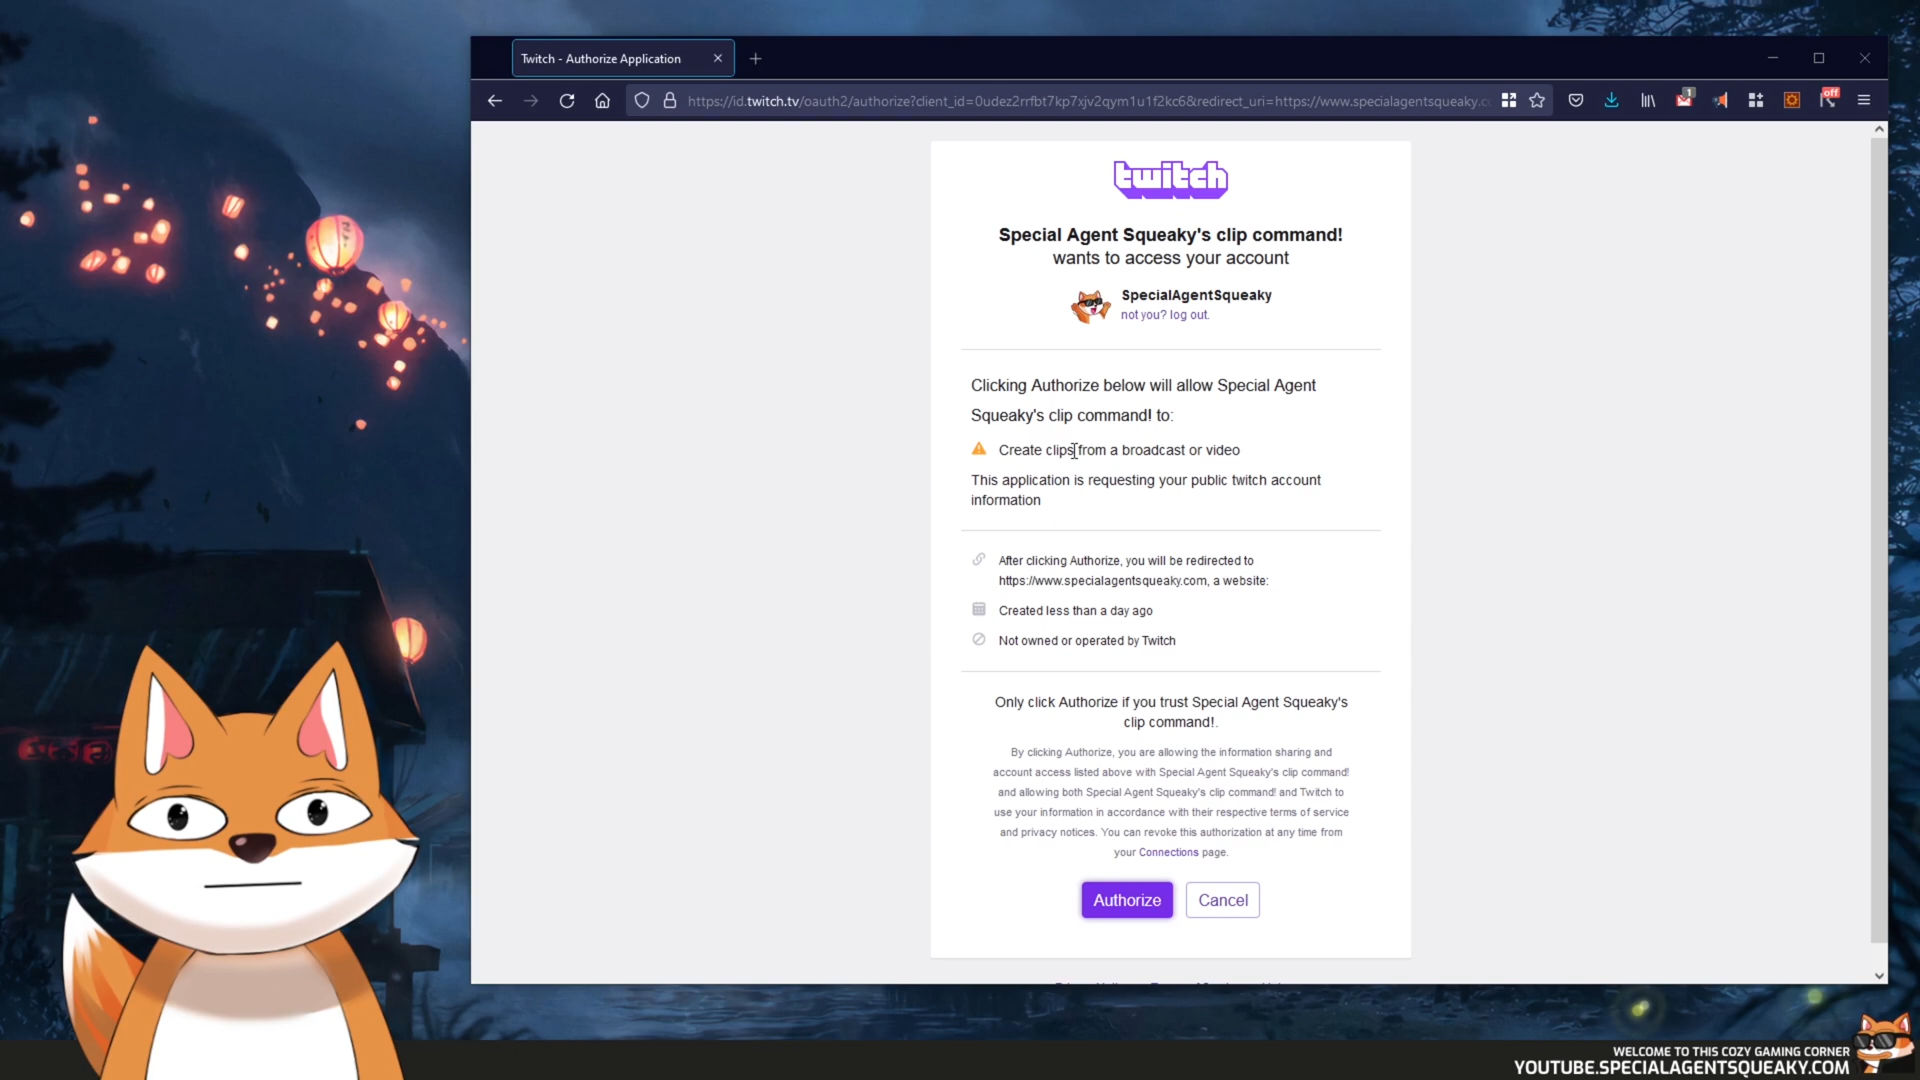 Twitch - Authorize Application
https://id.twitch.tv/oauth2/authorize?client_id=0udez2rrfbt7kp7xjv2qym1u1f2kc6&redirect_uri=https://www.specialagentsqueaky.c
1
off
twitch
Special Agent Squeaky's clip command!
wants to access your account
SpecialAgentSqueaky
not you? log out.
Clicking Authorize below will allow Special Agent
Squeaky's clip command! to:
Create clips from a broadcast or video
This application is requesting your public twitch account
information
After clicking Authorize, you will be redirected to
https://www.specialagentsqueaky.com, a website:
Created less than a day ago
Not owned or operated by Twitch
Only click Authorize if you trust Special Agent Squeaky's
clip command!.
By clicking Authorize, you are allowing the information sharing and
account access listed above with Special Agent Squeaky's clip command!
and allowing both Special Agent Squeaky's clip command! and Twitch to
use your information in accordance with their respective terms of service
and privacy notices. You can revoke this authorization at any time from
your Connections page.
Authorize
Cancel
WELCOME TO THIS COZY GAMING CORNER
YOUTUBE.SPECIALAGENTSQUEAKY.COM